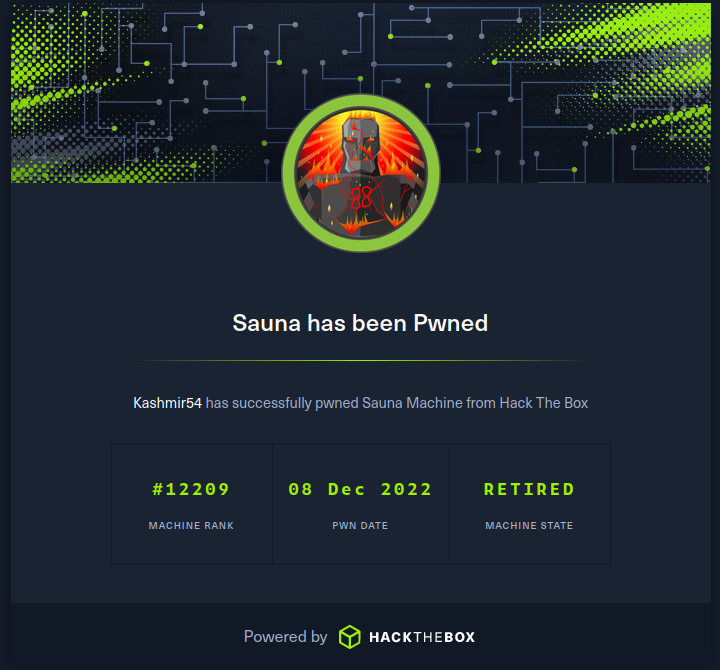 Sauna has been Pwned
Kashmir54 has successfully pwned Sauna Machine from Hack The Box
#12209
08 Dec 2022
RETIRED
MACHINE RANK
PWN DATE
MACHINE STATE
Powered by HACKTHEBOX